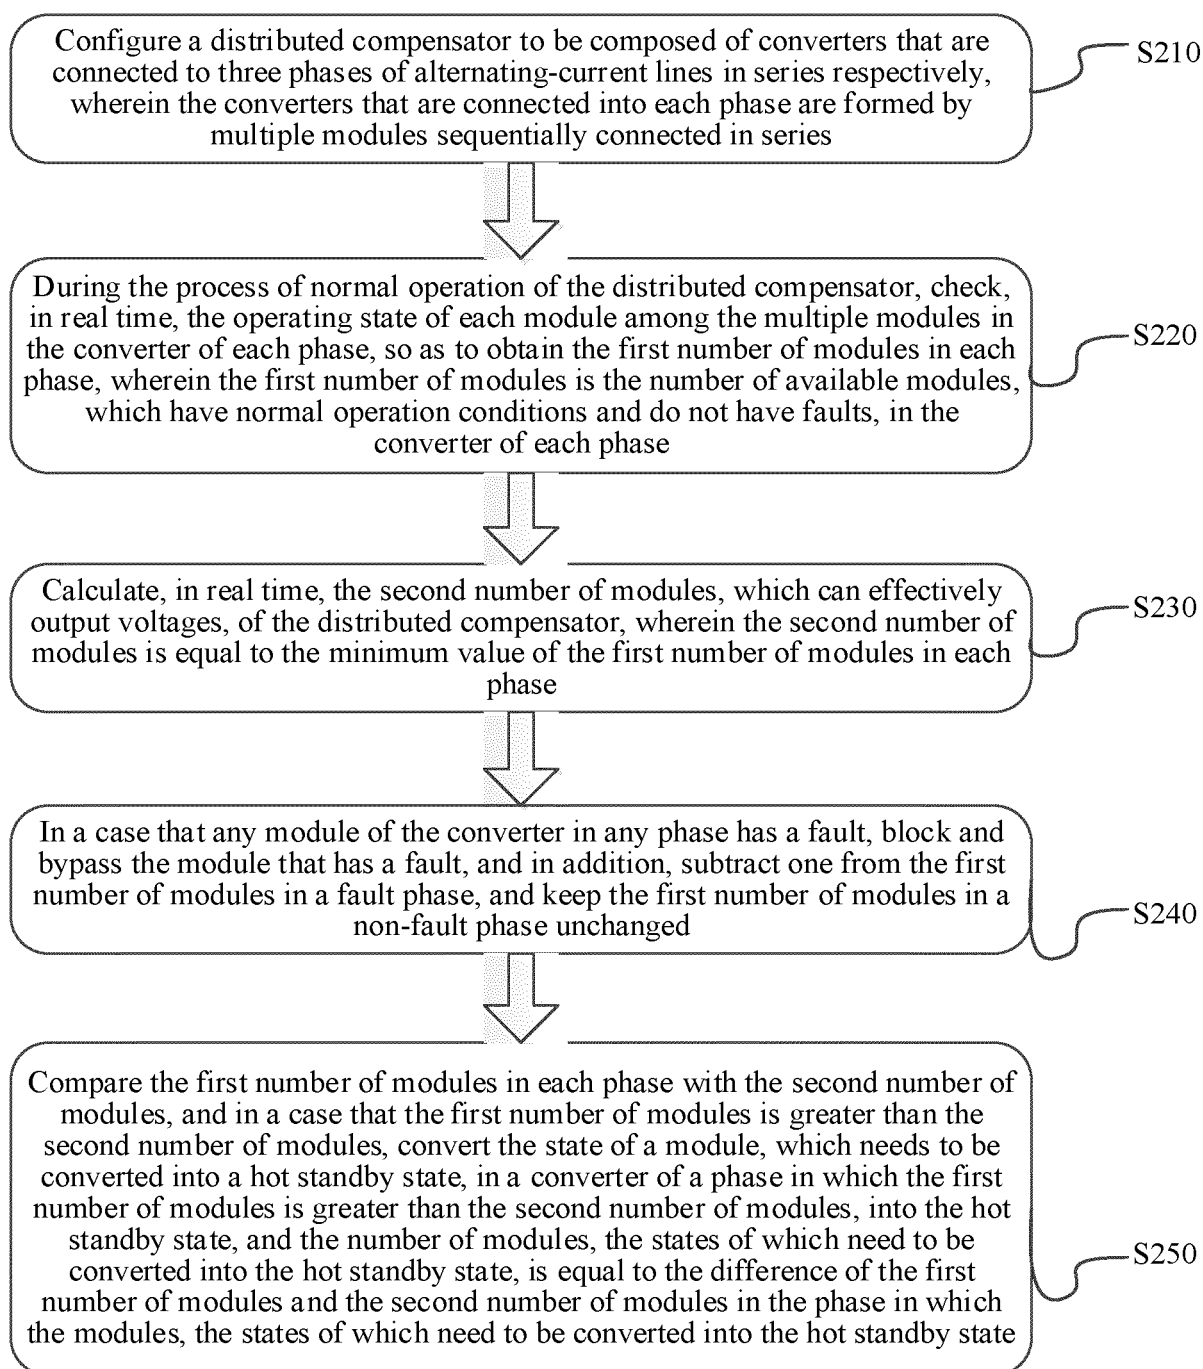 Configure a distributed compensator to be composed of converters that are
connected to three phases of alternating-current lines in series respectively,
wherein the converters that are connected into each phase are formed by
multiple modules sequentially connected in series
S210
During the process of normal operation of the distributed compensator, check,
in real time, the operating state of each module among the multiple modules in
the converter of each phase, so as to obtain the first number of modules in each
phase, wherein the first number of modules is the number of available modules,
which have normal operation conditions and do not have faults, in the
converter of each phase
S220
Calculate, in real time, the second number of modules, which can effectively
output voltages, of the distributed compensator, wherein the second number of
modules is equal to the minimum value of the first number of modules in each
phase
S230
In a case that any module of the converter in any phase has a fault, block and
bypass the module that has a fault, and in addition, subtract one from the first
number of modules in a fault phase, and keep the first number of modules in a
non-fault phase unchanged
S240
Compare the first number of modules in each phase with the second number of
modules, and in a case that the first number of modules is greater than the
second number of modules, convert the state of a module, which needs to be
converted into a hot standby state, in a converter of a phase in which the first
number of modules is greater than the second number of modules, into the hot
standby state, and the number of modules, the states of which need to be
converted into the hot standby state, is equal to the difference of the first
number of modules and the second number of modules in the phase in which
the modules, the states of which need to be converted into the hot standby state
S250